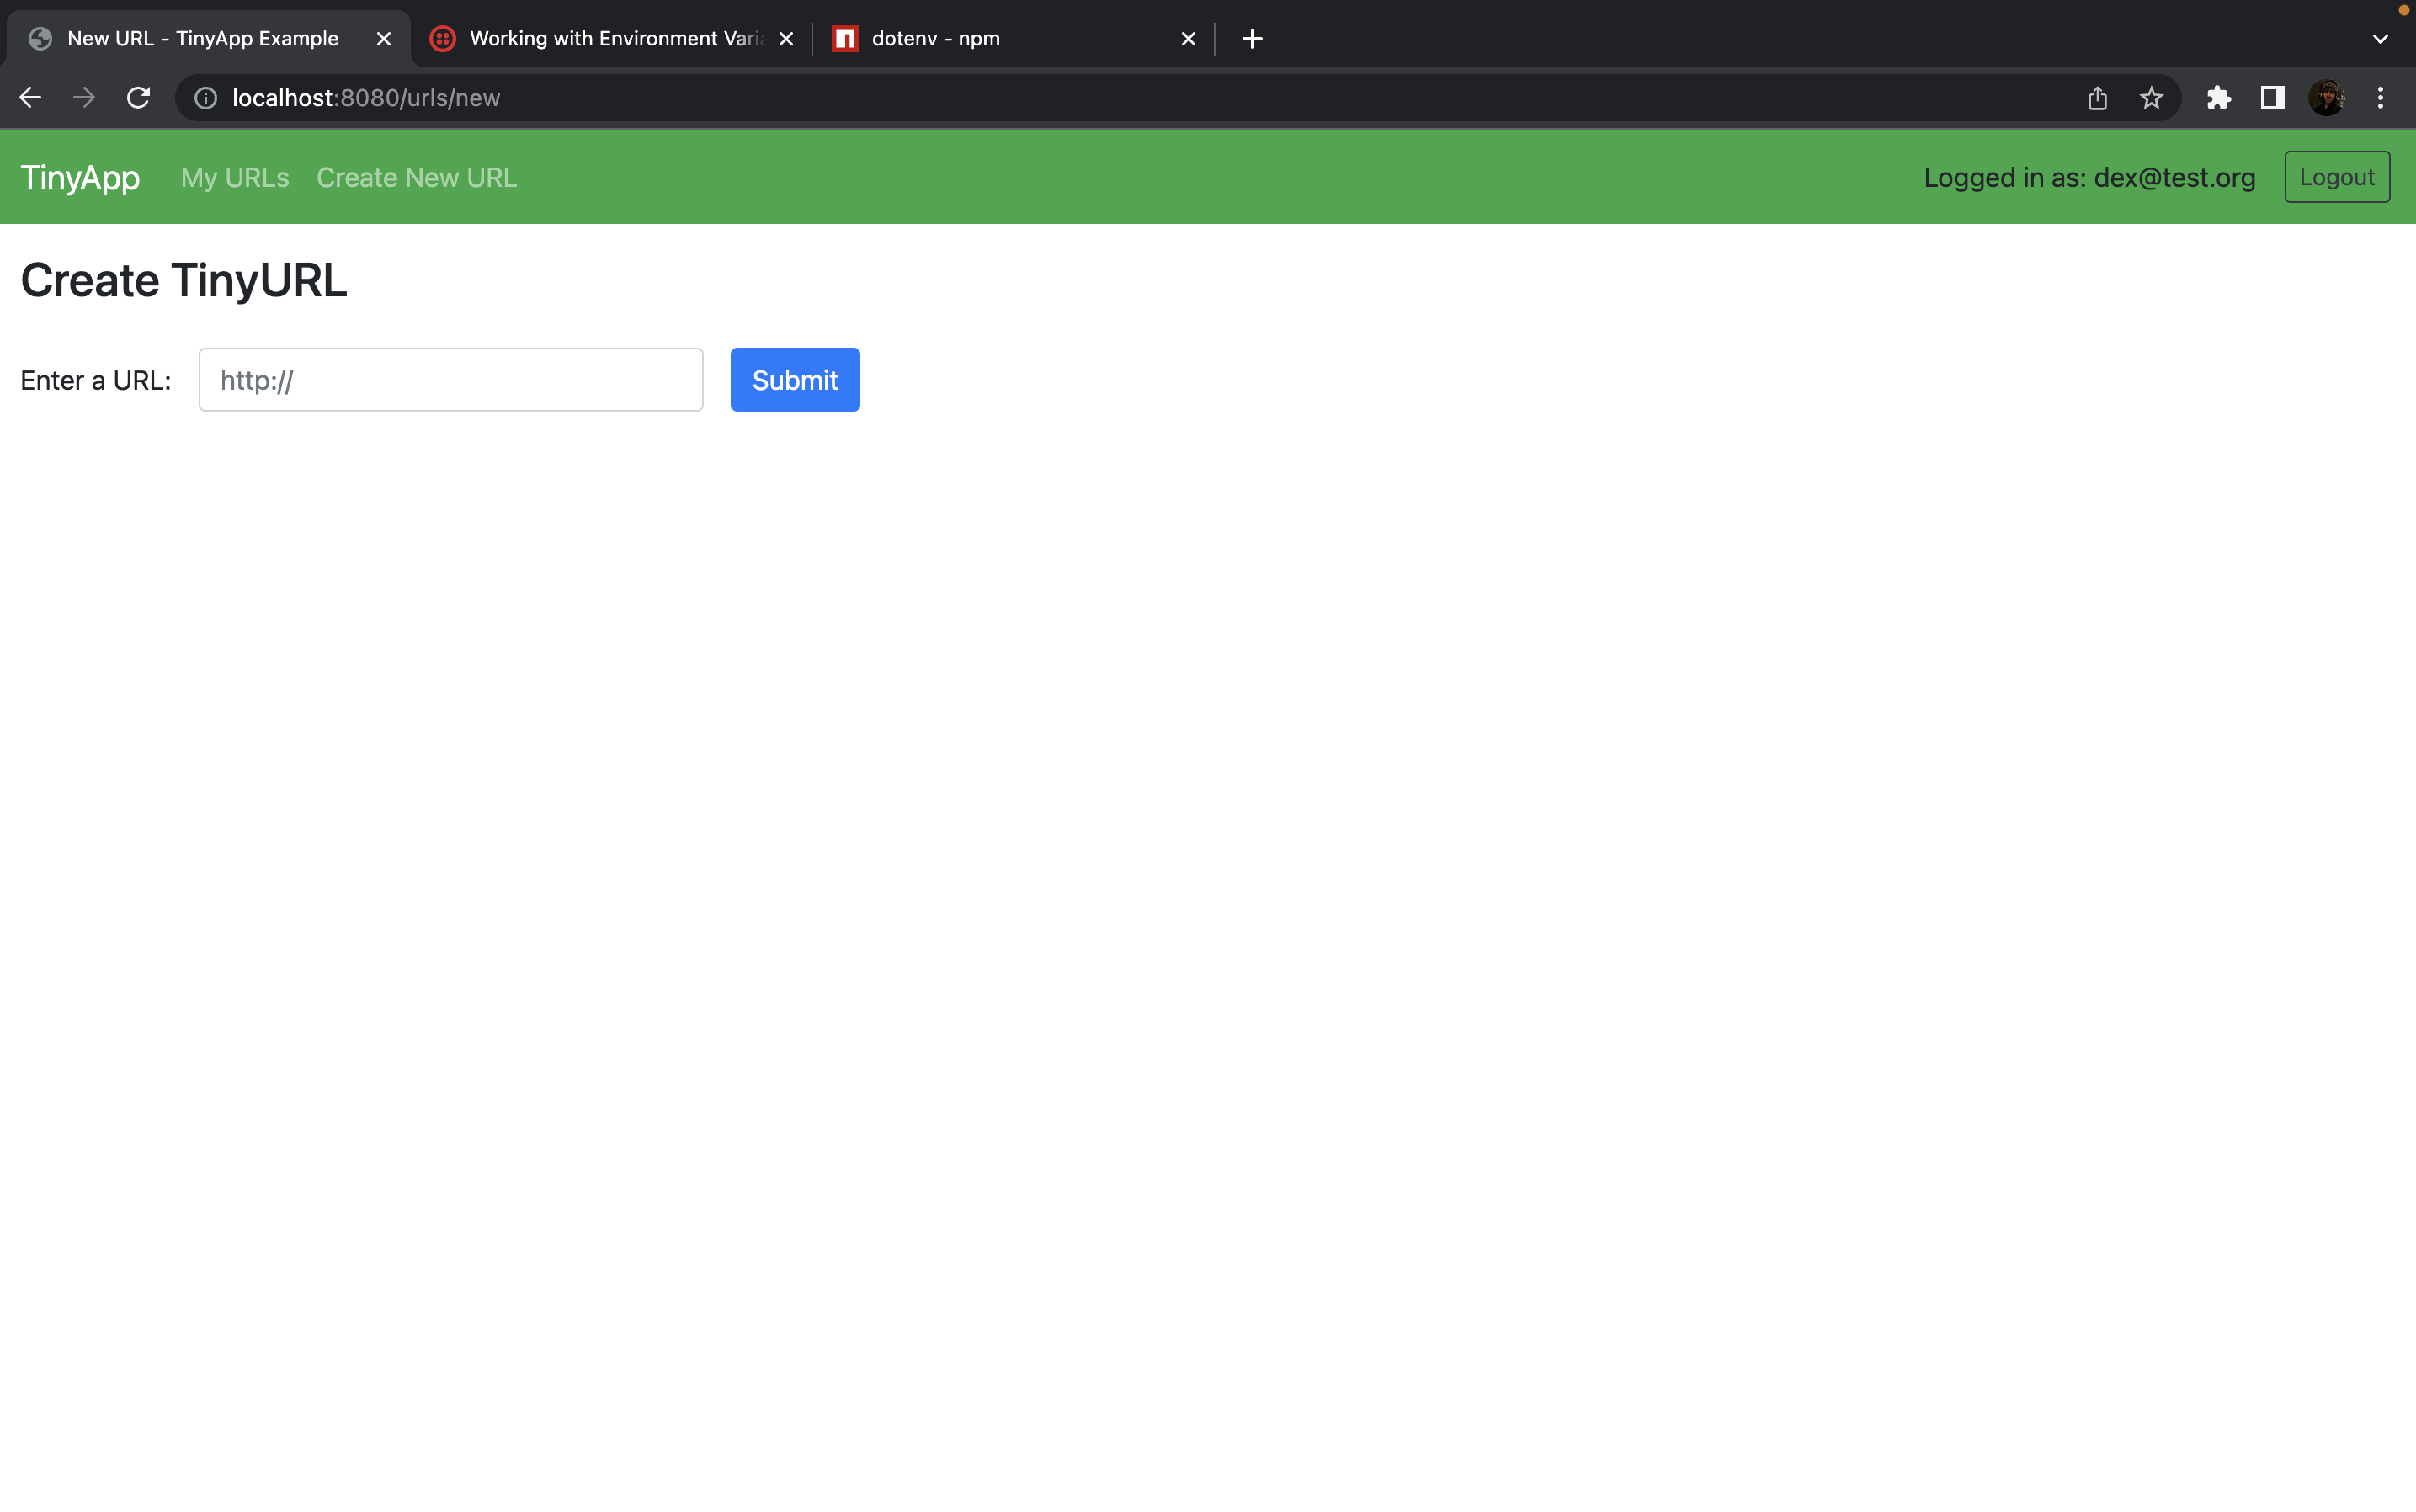 New URL - TinyApp Example
Working with Environment
dotenv - npm
localhost:8080/urls/new
TinyApp My URLs Create New URL Logged in as: dex@test.org Logout
Create TinyURL
Enter a URL: http:// Submit